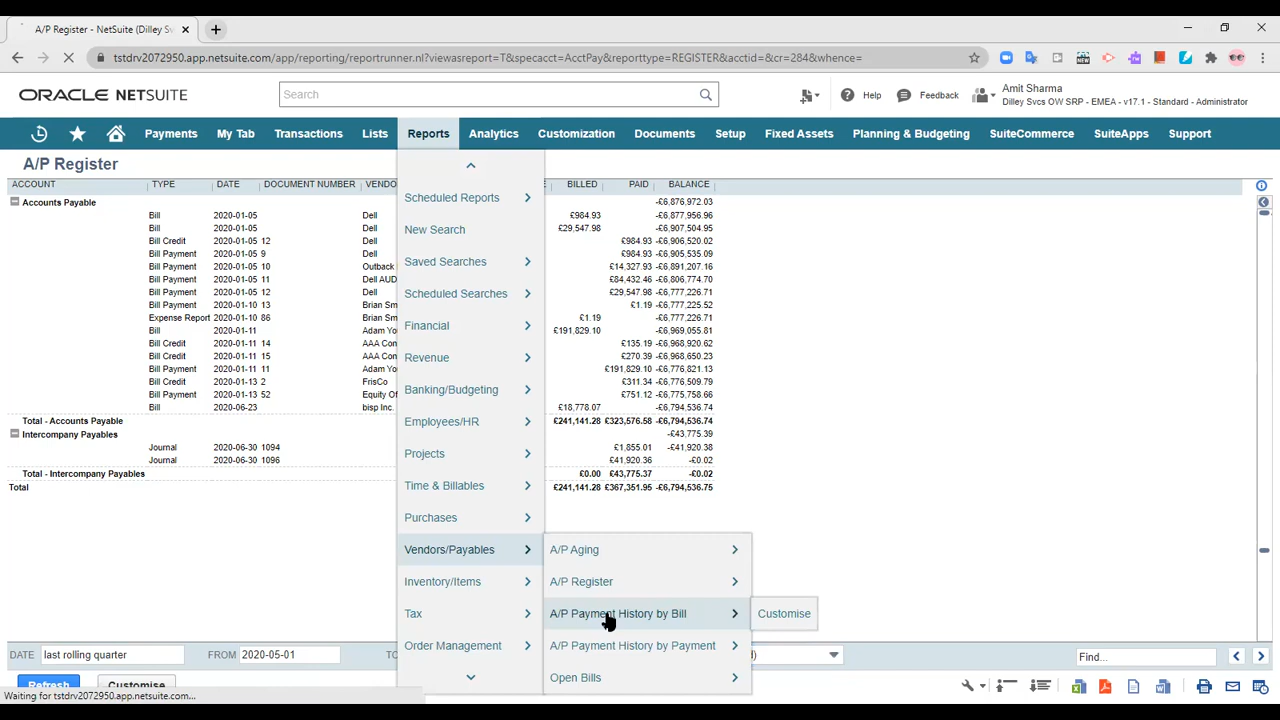 A/P Register - NetSuite (Dilley Sv
tstdrv2072950.app.netsuite.com/app/reporting/reportrunner.nl?viewreport=T&specacct=AcctPay&reporttype=REGISTER&acctid=&cr=284&whence=
ORACLE NETSUITE
Search
Help
Feedback
Amit Sharma
Dilley Svcs OW SRP - EMEA - v17.1 - Standard - Administrator
Payments My Tab Transactions Lists Reports Analytics Customization Documents Setup Fixed Assets Planning & Budgeting SuiteCommerce SuiteApps Support
A/P Register
ACCOUNT TYPE DATE DOCUMENT NUMBER VENDO BILLED PAID BALANCE
Accounts Payable -£6,876,972.03
Bill 2020-01-05 Dell £984.93 -£6,877,956.96
Bill 2020-01-05 Dell £29,547.98 -£6,907,504.95
Bill Credit 2020-01-05 12 Dell £984.93 -£6,906,520.02
Bill Payment 2020-01-05 9 Dell £984.93 -£6,905,535.09
Bill Payment 2020-01-05 10 Outback £14,327.93 -£6,891,207.16
Bill Payment 2020-01-05 11 Dell AUD £84,432.46 -£6,806,774.70
Bill Payment 2020-01-05 12 Dell £29,547.98 -£6,777,226.71
Bill Payment 2020-01-10 13 Brian Sm £1.19 -£6,777,225.52
Expense Report 2020-01-10 86 Brian Sm £1.19 -£6,777,226.71
Bill 2020-01-11 Adam Yo £191,829.10 -£6,969,055.81
Bill Credit 2020-01-11 14 AAA Con £135.19 -£6,968,920.62
Bill Credit 2020-01-11 15 AAA Com £270.39 -£6,968,650.23
Bill Payment 2020-01-11 11 Adam Yo £191,829.10 -£6,776,821.13
Bill Credit 2020-01-13 2 FrisCo £311.34 -£6,776,509.79
Bill Payment 2020-01-13 52 Equity Of £751.12 -£6,775,758.66
Bill 2020-06-23 bisp Inc. £18,778.07 -£6,794,536.74
Total - Accounts Payable £241,141.28 £323,576.58 -£6,794,536.74
Intercompany Payables -£43,775.39
Journal 2020-06-30 1094 £1,855.01 -£41,920.38
Journal 2020-06-30 1096 £41,920.36 -£0.02
Total - Intercompany Payables £0.00 £43,775.37 -£0.02
Total £241,141.28 £367,351.95 -£6,794,536.75
Scheduled Reports
New Search
Saved Searches
Scheduled Searches
Financial
Revenue
Banking/Budgeting
Employees/HR
Projects
Time & Billables
Purchases
Vendors/Payables
Inventory/Items
Tax
Order Management
A/P Aging
A/P Register
A/P Payment History by Bill
Customise
A/P Payment History by Payment
Open Bills
DATE last rolling quarter FROM 2020-05-01 TO Find...
Refresh Customise
Waiting for tstdrv2072950.app.netsuite.com...